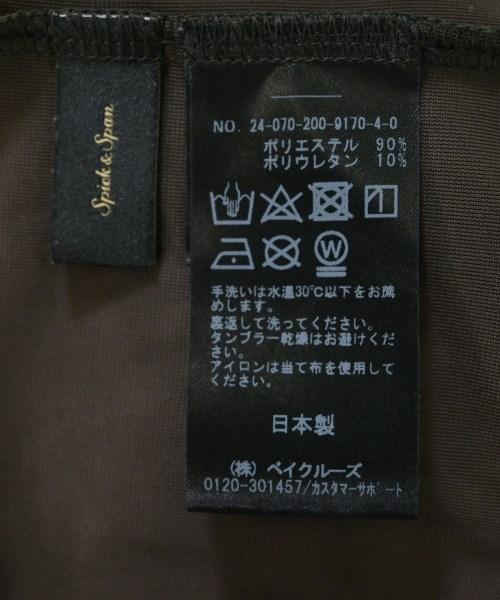 Spick & Span
NO. 24-070-200-9170-4-0
ポリエステル 90%
ポリウレタン 10%
W
手洗いは水温30℃以下をお薦
めします。
裏返して洗ってください。
タンブラー乾燥はお避けくだ
さい。
アイロンは当て布を使用して
ください。
日本製
(株) ベイクルーズ
0120-301457/カスタマーサポート